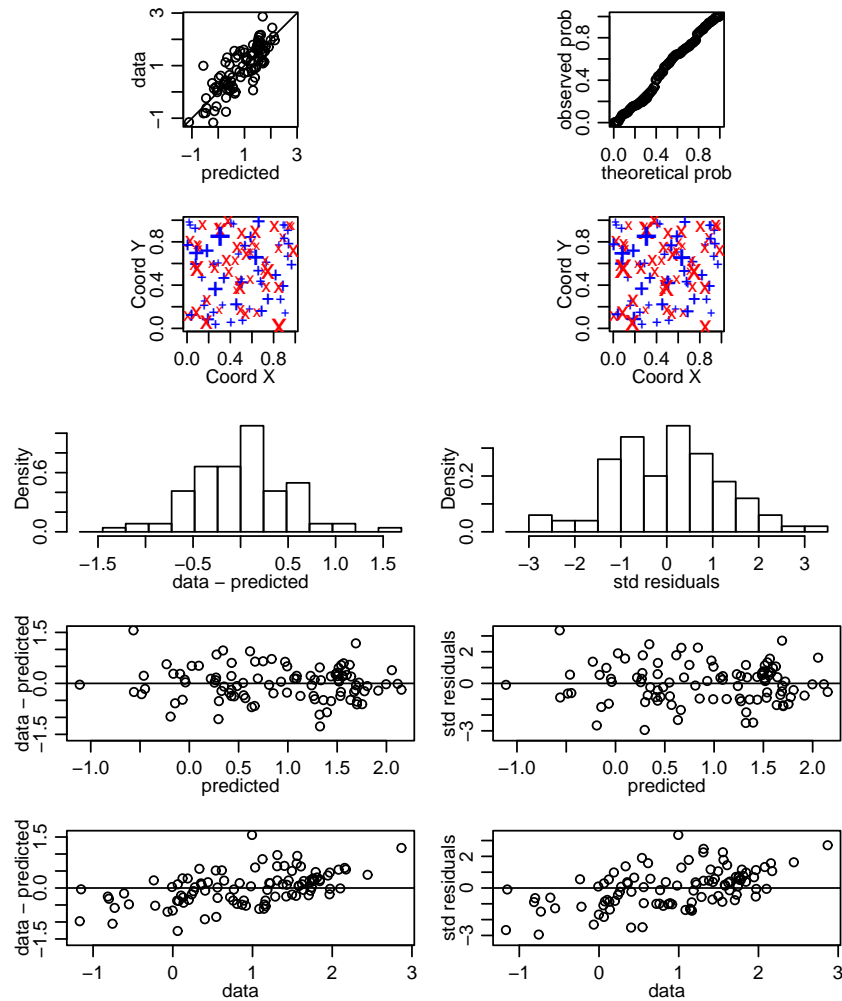 3
1
−1
data
−1 1 3
predicted
0.8
0.4
0.0
observed prob
0.0 0.4 0.8
theoretical prob
0.8
0.4
0.0
Coord Y
0.0 0.4 0.8
Coord X
0.8
0.4
0.0
Coord Y
0.0 0.4 0.8
Coord X
0.6
0.0
Density
−1.5 −0.5 0.5 1.0 1.5
data − predicted
0.2
0.0
Density
−3 −2 −1 0 1 2 3
std residuals
1.5
0.0
−1.5
data − predicted
−1.0 0.0 0.5 1.0 1.5 2.0
predicted
2
0
−3
std residuals
−1.0 0.0 0.5 1.0 1.5 2.0
predicted
1.5
0.0
−1.5
data − predicted
−1 0 1 2 3
data
2
0
−3
std residuals
−1 0 1 2 3
data